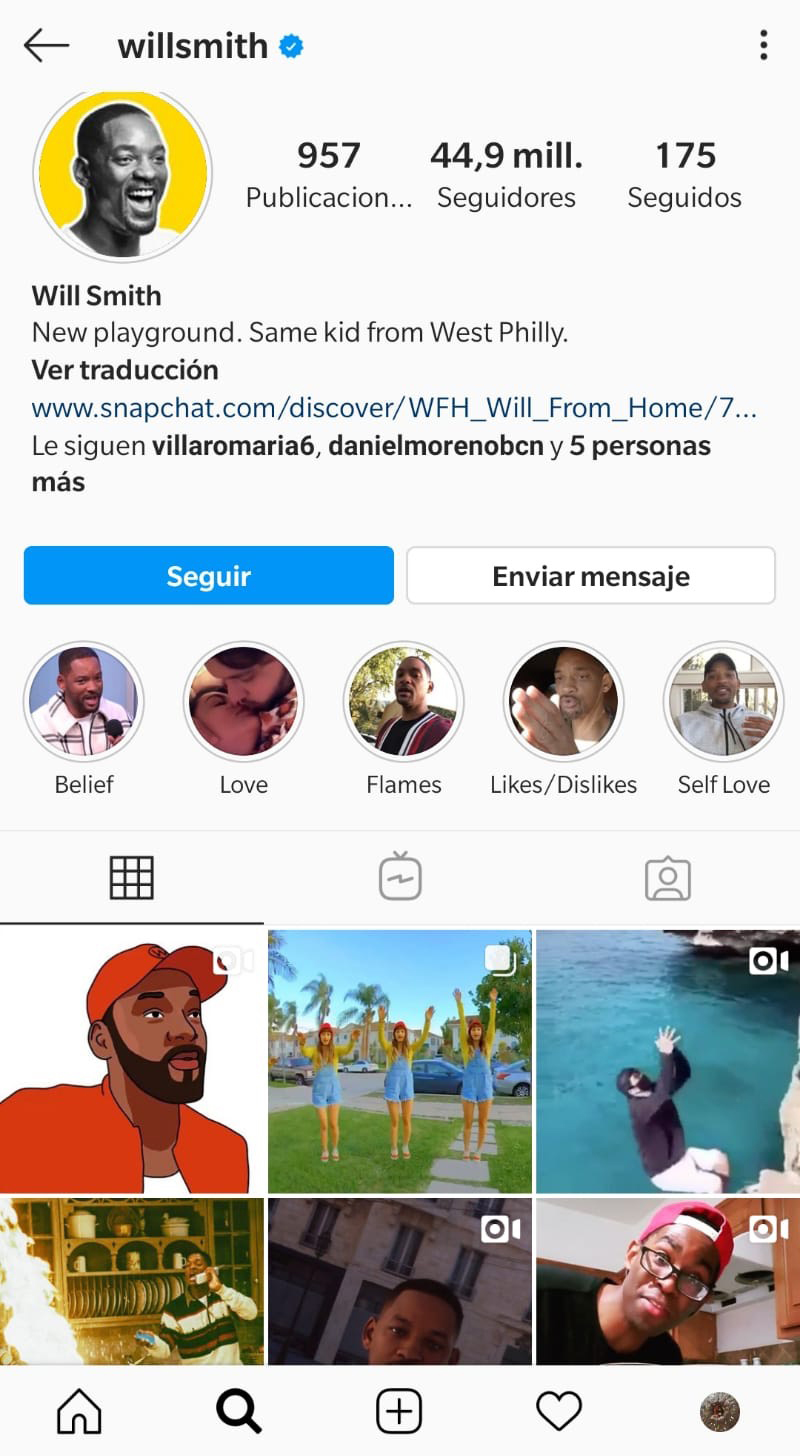 willsmith
957 44,9 mill. 175
Publicacion... Seguidores Seguidos
Will Smith
New playground. Same kid from West Philly.
Ver traducción
www.snapchat.com/discover/WFH_Will_From_Home/7...
Le siguen villaromaria6, danielmorenobcn y 5 personas
más
Seguir Enviar mensaje
Belief Love Flames Likes/Dislikes Self Love
W